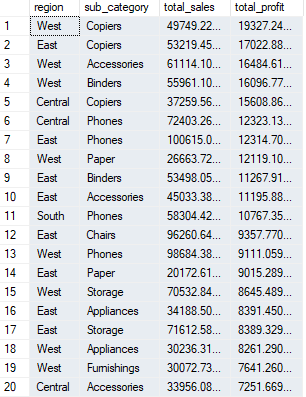 region sub_category total_sales total_profit
1 West Copiers 49749.22... 19327.24...
2 East Copiers 53219.45... 17022.88...
3 West Accessories 61114.10... 16484.61...
4 West Binders 55961.10... 16096.77...
5 Central Copiers 37259.56... 15608.86...
6 Central Phones 72403.26... 12323.13...
7 East Phones 100615.0... 12314.70...
8 West Paper 26663.72... 12119.10...
9 East Binders 53498.05... 11267.91...
10 East Accessories 45033.38... 11195.88...
11 South Phones 58304.42... 10767.35...
12 East Chairs 96260.64... 9357.770...
13 West Phones 98684.38... 9111.059...
14 East Paper 20172.61... 9015.289...
15 West Storage 70532.84... 8645.489...
16 East Appliances 34188.50... 8391.450...
17 East Storage 71612.58... 8389.329...
18 West Appliances 30236.31... 8261.290...
19 West Furnishings 30072.73... 7641.260...
20 Central Accessories 33956.08... 7251.669...